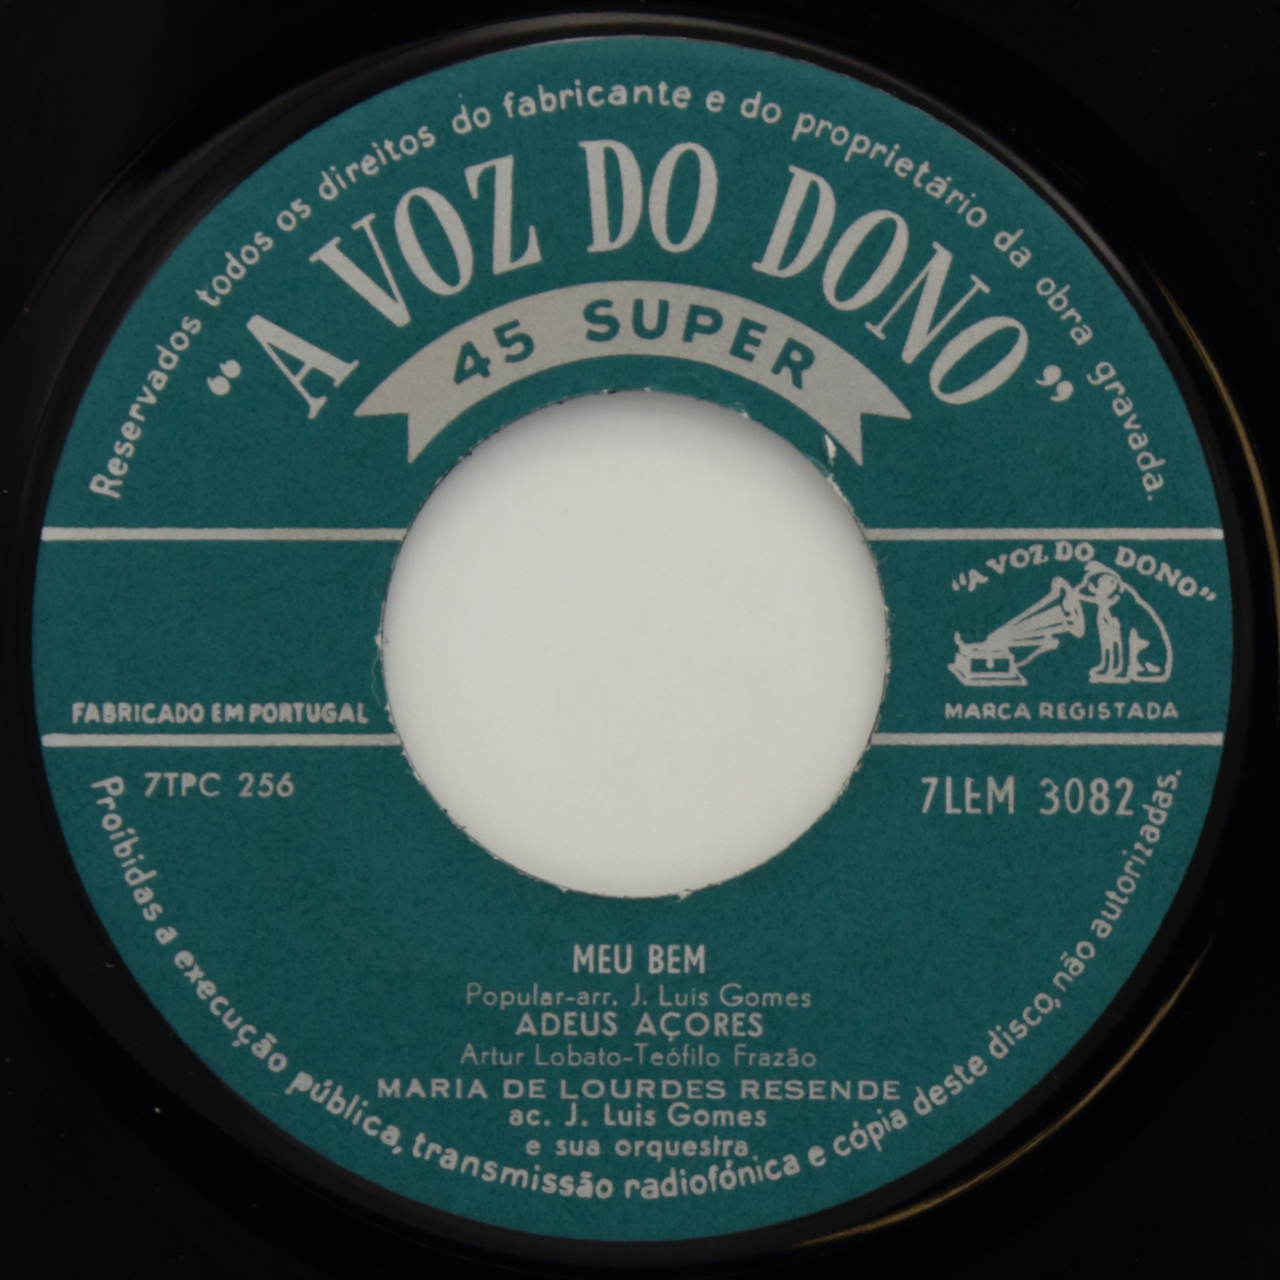 Reservados todos os direitos do fabricante e do proprietário da obra gravada.
“A VOZ DO DONO”
45 SUPER
“A VOZ DO DONO”
FABRICADO EM PORTUGAL
MARCA REGISTADA
7TPC 256
7LEM 3082
MEU BEM
Popular-arr. J. Luis Gomes
ADEUS AÇORES
Artur Lobato-Teófilo Frazão
MARIA DE LOURDES RESENDE
ac. J. Luis Gomes
e sua orquestra
Proíbidas a execução pública, transmissão radiofónica e cópia deste disco, não autorizadas.